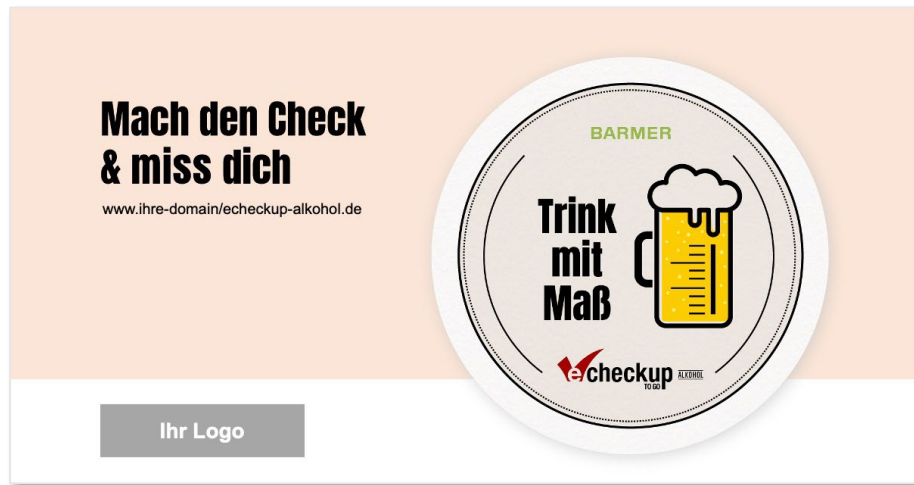 Mach den Check
& miss dich
www.ihre-domain/echeckup-alkohol.de
BARMER
Trink
mit
Maß
echeckup ALKOHOL
TO GO
Ihr Logo